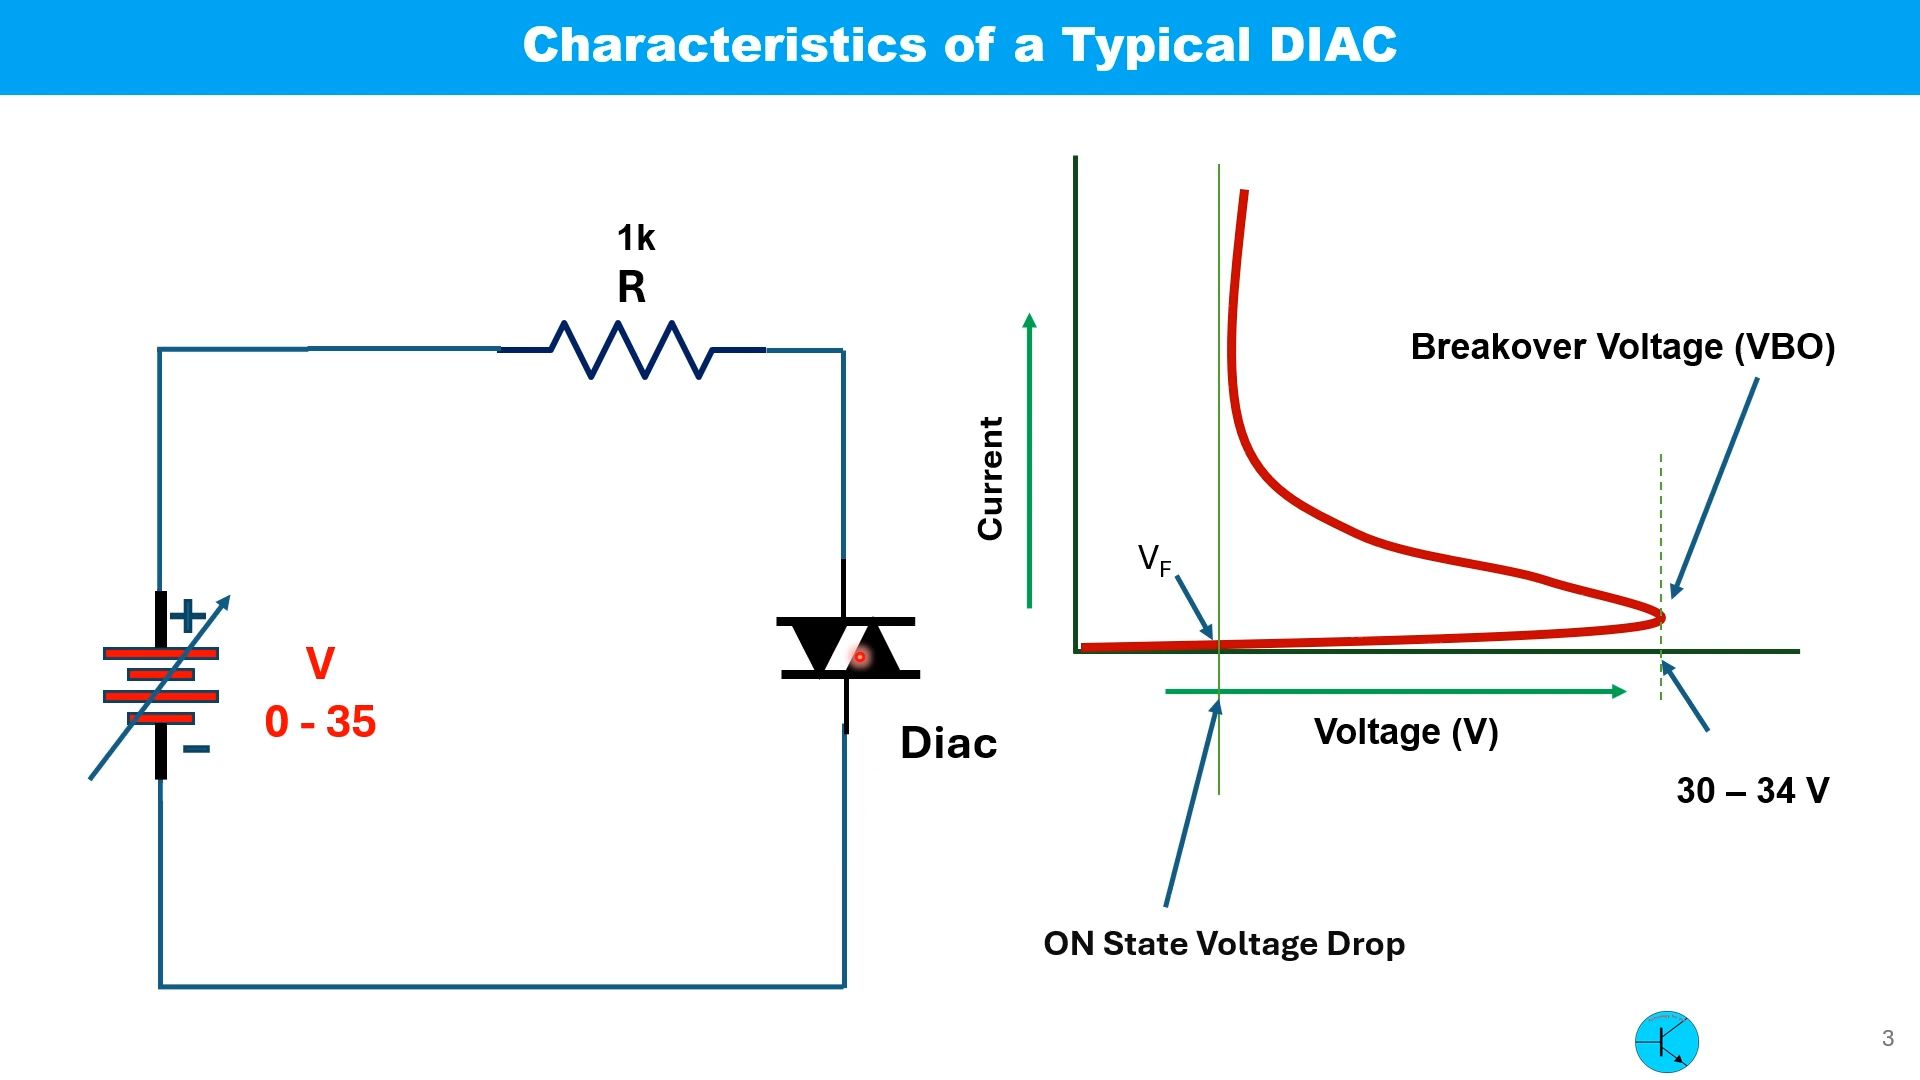 Characteristics of a Typical DIAC
1k
R
+
V
0 - 35
–
Diac
Current
Breakover Voltage (VBO)
VF
Voltage (V)
30 – 34 V
ON State Voltage Drop
3